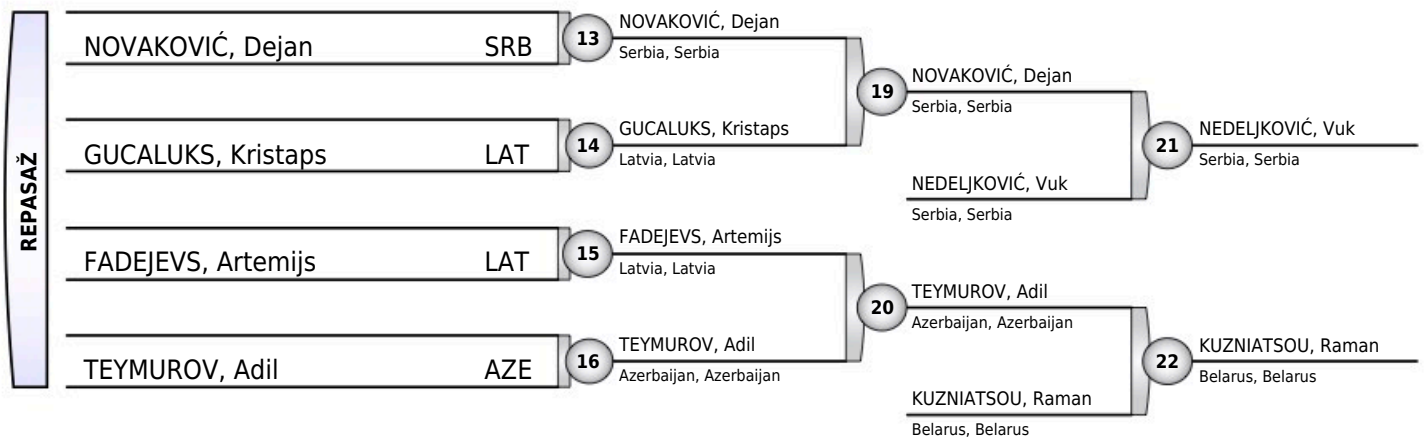 REPASAŽ
NOVAKOVIĆ, Dejan SRB
GUCALUKS, Kristaps LAT
FADEJEVS, Artemijs LAT
TEYMUROV, Adil AZE
13
NOVAKOVIĆ, Dejan
Serbia, Serbia
14
GUCALUKS, Kristaps
Latvia, Latvia
15
FADEJEVS, Artemijs
Latvia, Latvia
16
TEYMUROV, Adil
Azerbaijan, Azerbaijan
19
NOVAKOVIĆ, Dejan
Serbia, Serbia
NEDELJKOVIĆ, Vuk
Serbia, Serbia
20
TEYMUROV, Adil
Azerbaijan, Azerbaijan
KUZNIATSOU, Raman
Belarus, Belarus
21
NEDELJKOVIĆ, Vuk
Serbia, Serbia
22
KUZNIATSOU, Raman
Belarus, Belarus